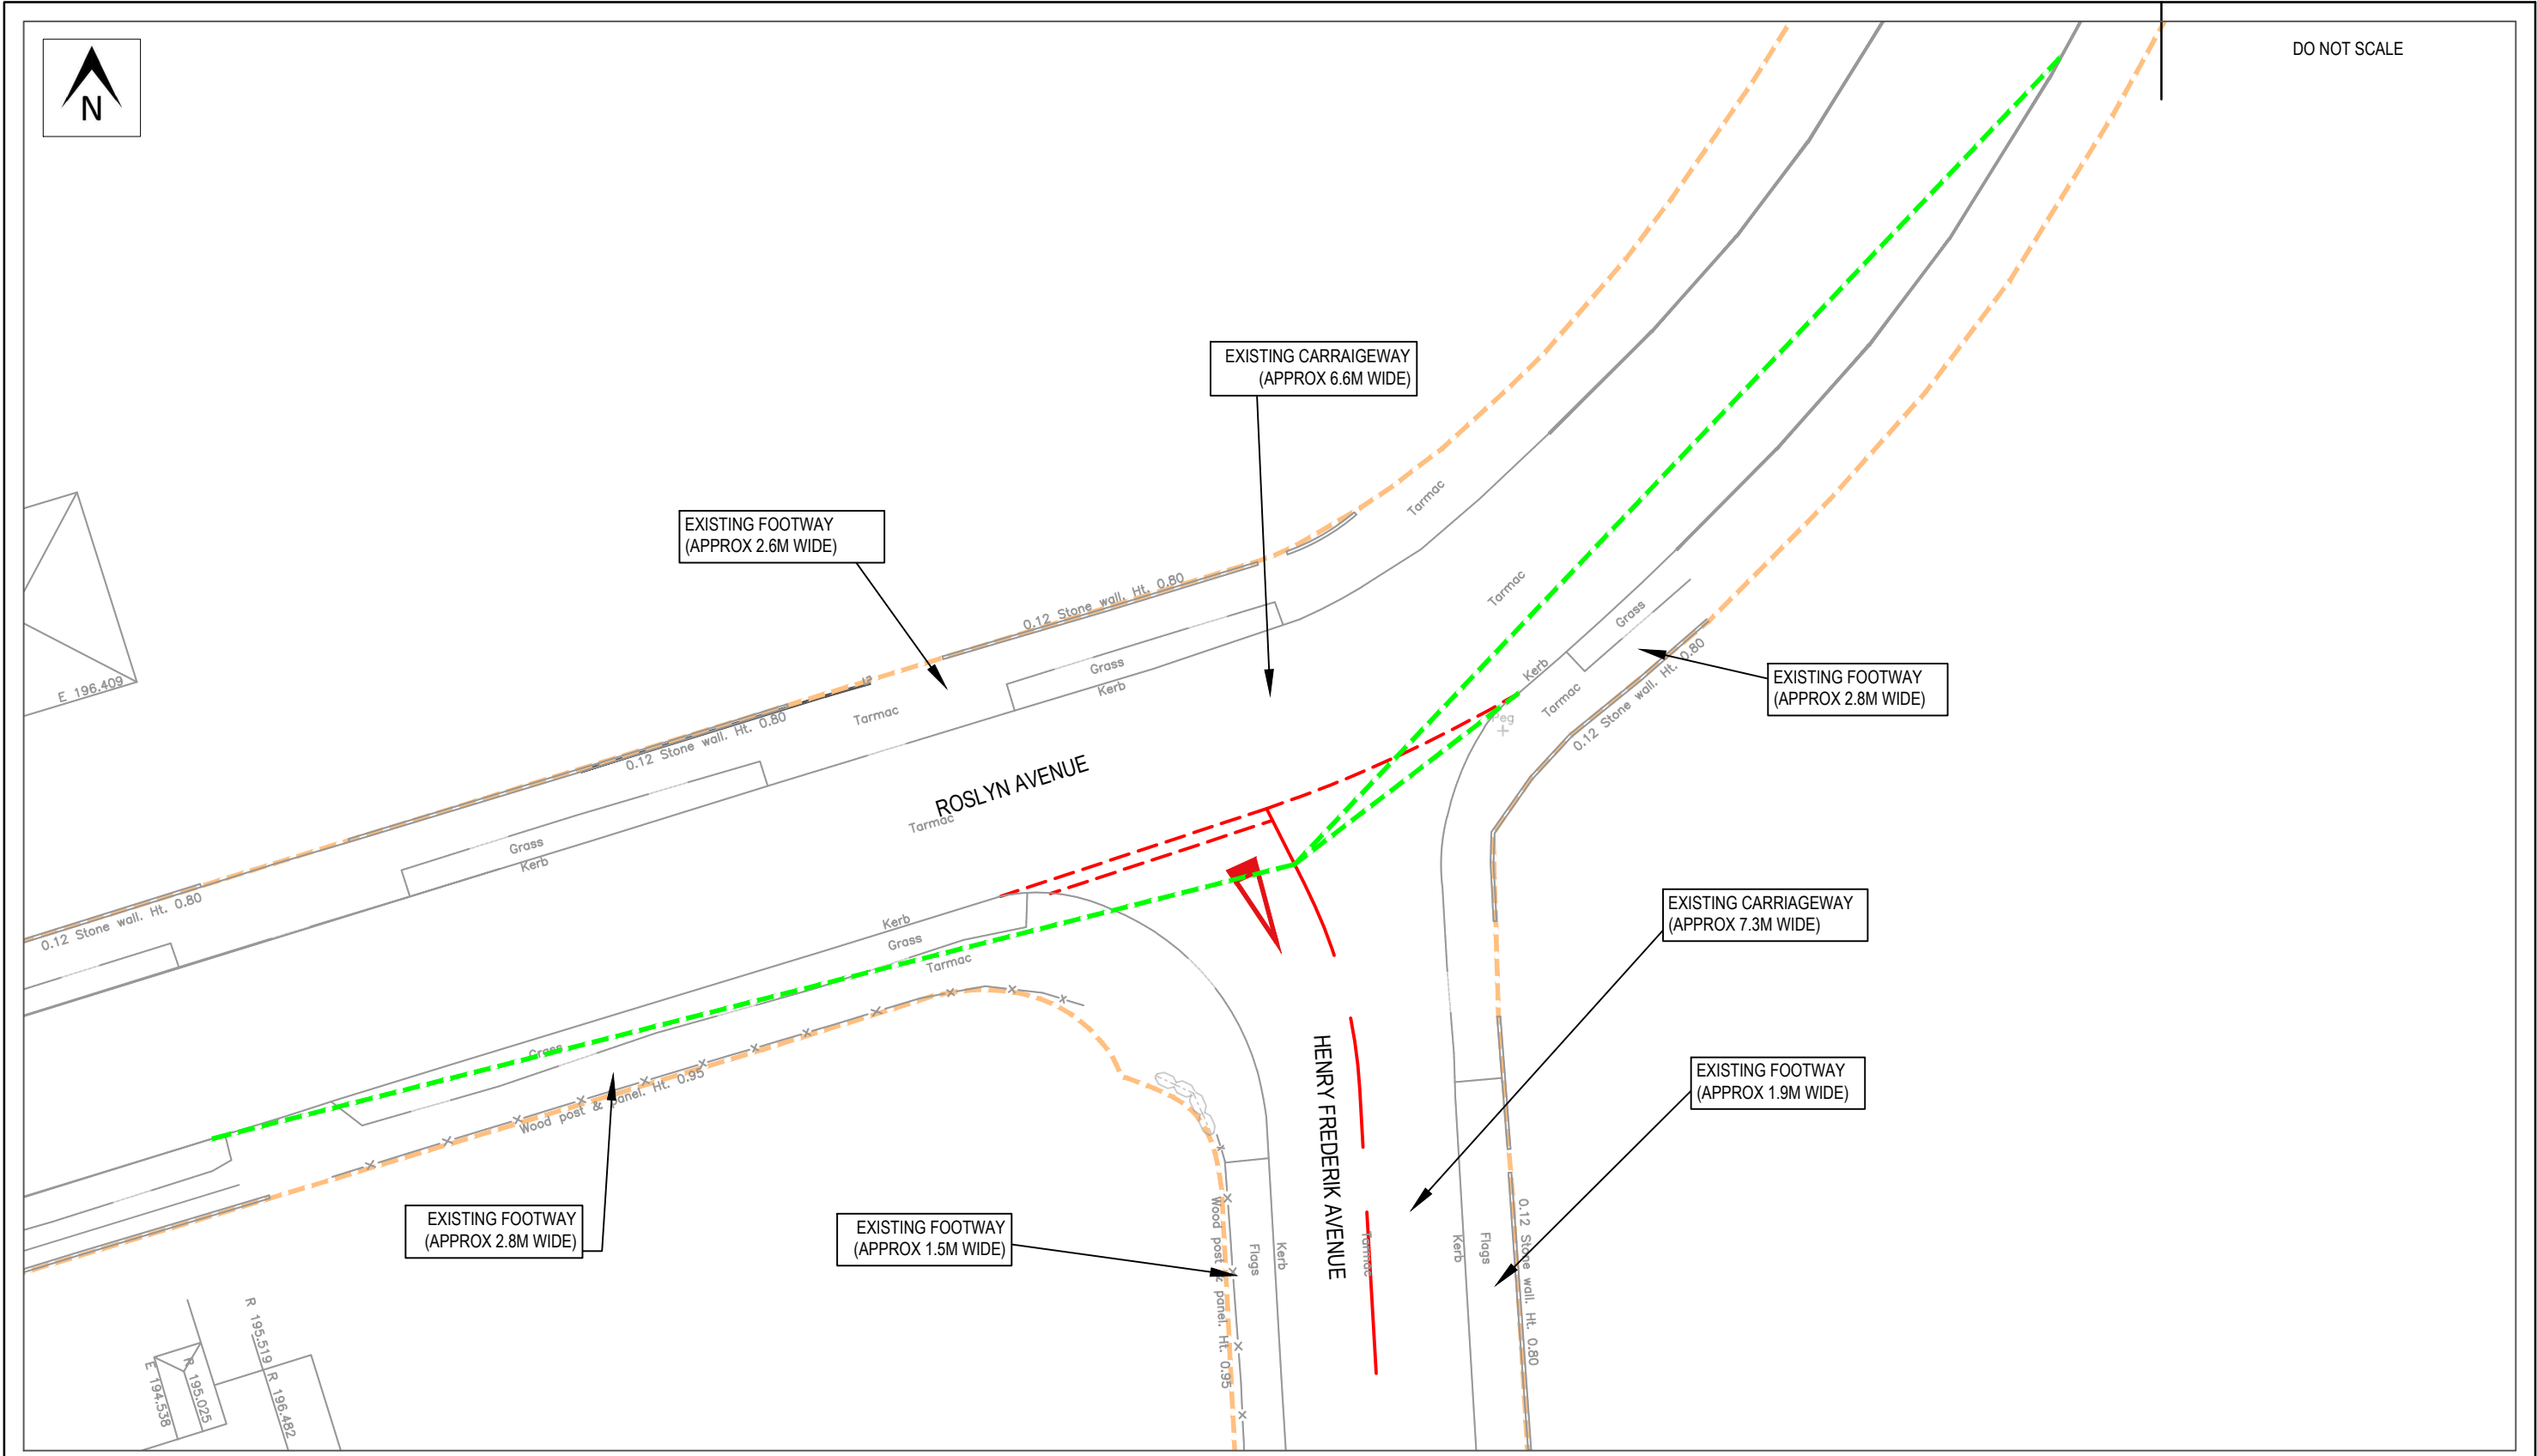 DO NOT SCALE
N
EXISTING CARRAIGEWAY
(APPROX 6.6M WIDE)
Tarmac
EXISTING FOOTWAY
(APPROX 2.6M WIDE)
0.12 Stone wall. Ht. 0.80
Tarmac
Grass
Grass
Kerb
Kerb
E 196.409
EXISTING FOOTWAY
(APPROX 2.8M WIDE)
0.12 Stone wall. Ht. 0.80
Tarmac
Peg
Tarmac
0.12 Stone wall. Ht. 0.80
ROSLYN AVENUE
Tarmac
Grass
Kerb
0.12 Stone wall. Ht. 0.80
Kerb
Grass
Tarmac
EXISTING CARRIAGEWAY
(APPROX 7.3M WIDE)
Grass
Wood post & panel. Ht. 0.95
HENRY FREDERIK AVENUE
EXISTING FOOTWAY
(APPROX 1.9M WIDE)
EXISTING FOOTWAY
(APPROX 2.8M WIDE)
EXISTING FOOTWAY
(APPROX 1.5M WIDE)
Wood post & panel. Ht. 0.95
Flags
Kerb
Tarmac
Kerb
Flags
0.12 Stone wall. Ht. 0.80
R 195.519
R 196.482
E 194.538
R 195.025